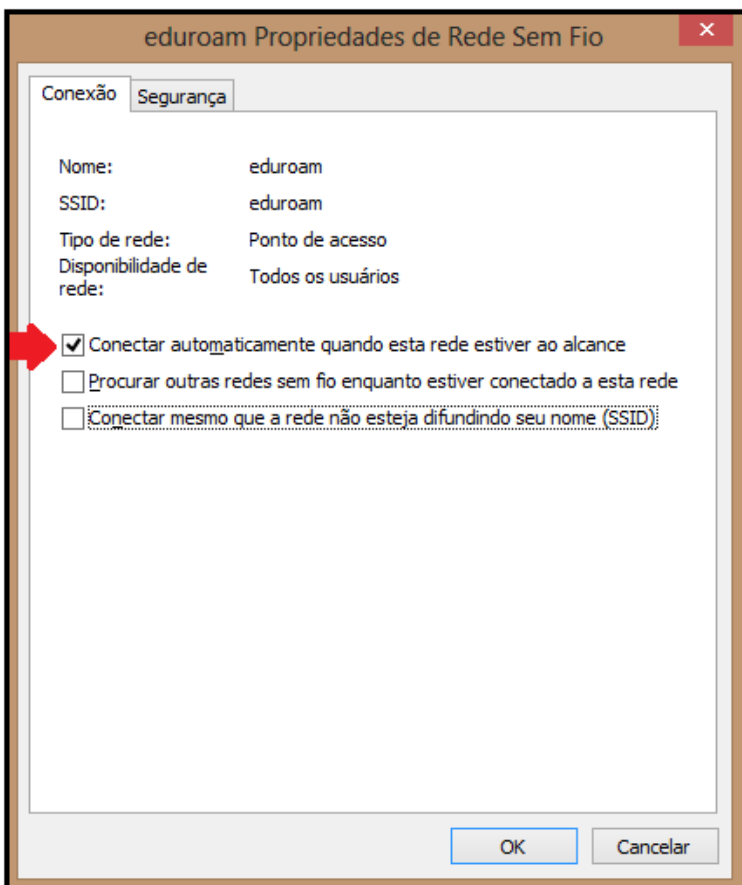 eduroam Propriedades de Rede Sem Fio
Conexão
Segurança
Nome: eduroam
SSID: eduroam
Tipo de rede: Ponto de acesso
Disponibilidade de
rede: Todos os usuários
Conectar automaticamente quando esta rede estiver ao alcance
Procurar outras redes sem fio enquanto estiver conectado a esta rede
Conectar mesmo que a rede não esteja difundindo seu nome (SSID)
OK
Cancelar